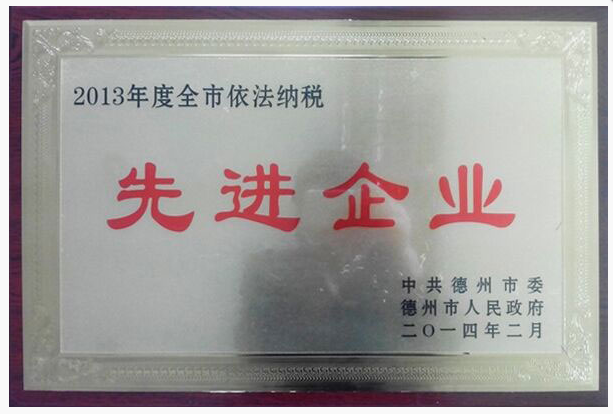 2013年度全市依法纳税
先进企业
中共德州市委
德州市人民政府
二〇一四年二月